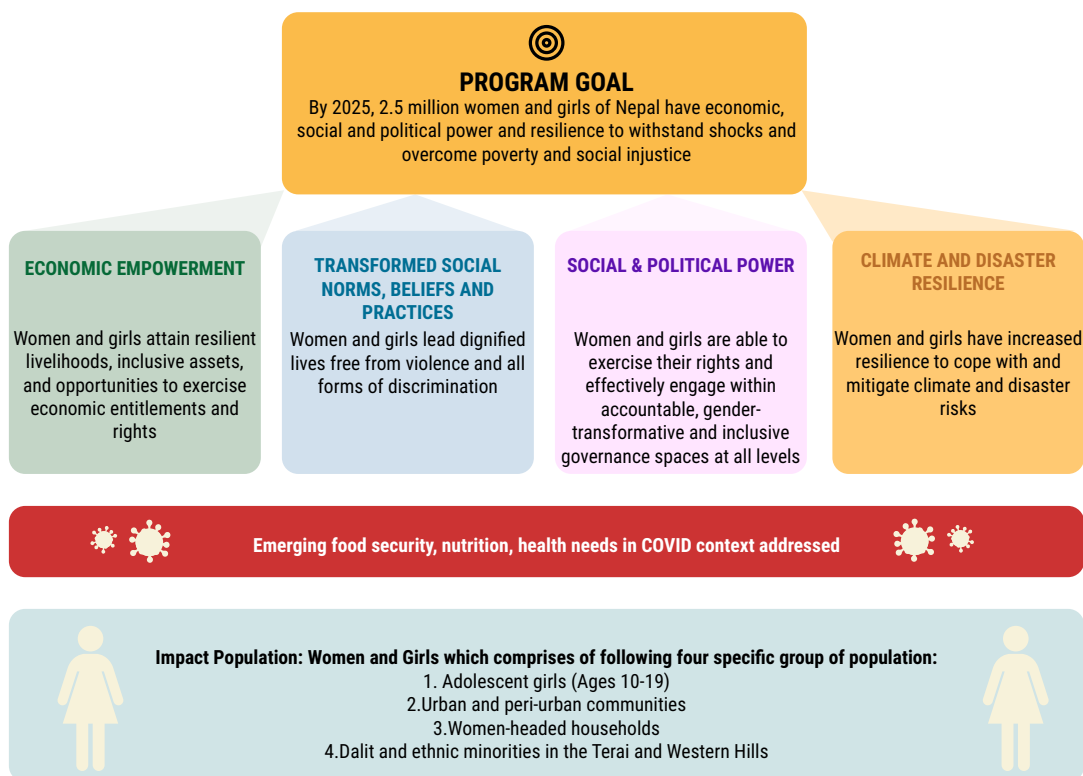 PROGRAM GOAL
By 2025, 2.5 million women and girls of Nepal have economic,
social and political power and resilience to withstand shocks and
overcome poverty and social injustice
ECONOMIC EMPOWERMENT
Women and girls attain resilient
livelihoods, inclusive assets,
and opportunities to exercise
economic entitlements and
rights
TRANSFORMED SOCIAL
NORMS, BELIEFS AND
PRACTICES
Women and girls lead dignified
lives free from violence and all
forms of discrimination
SOCIAL & POLITICAL POWER
Women and girls are able to
exercise their rights and
effectively engage within
accountable, gender-
transformative and inclusive
governance spaces at all levels
CLIMATE AND DISASTER
RESILIENCE
Women and girls have increased
resilience to cope with and
mitigate climate and disaster
risks
Emerging food security, nutrition, health needs in COVID context addressed
Impact Population: Women and Girls which comprises of following four specific group of population:
1. Adolescent girls (Ages 10-19)
2.Urban and peri-urban communities
3.Women-headed households
4.Dalit and ethnic minorities in the Terai and Western Hills